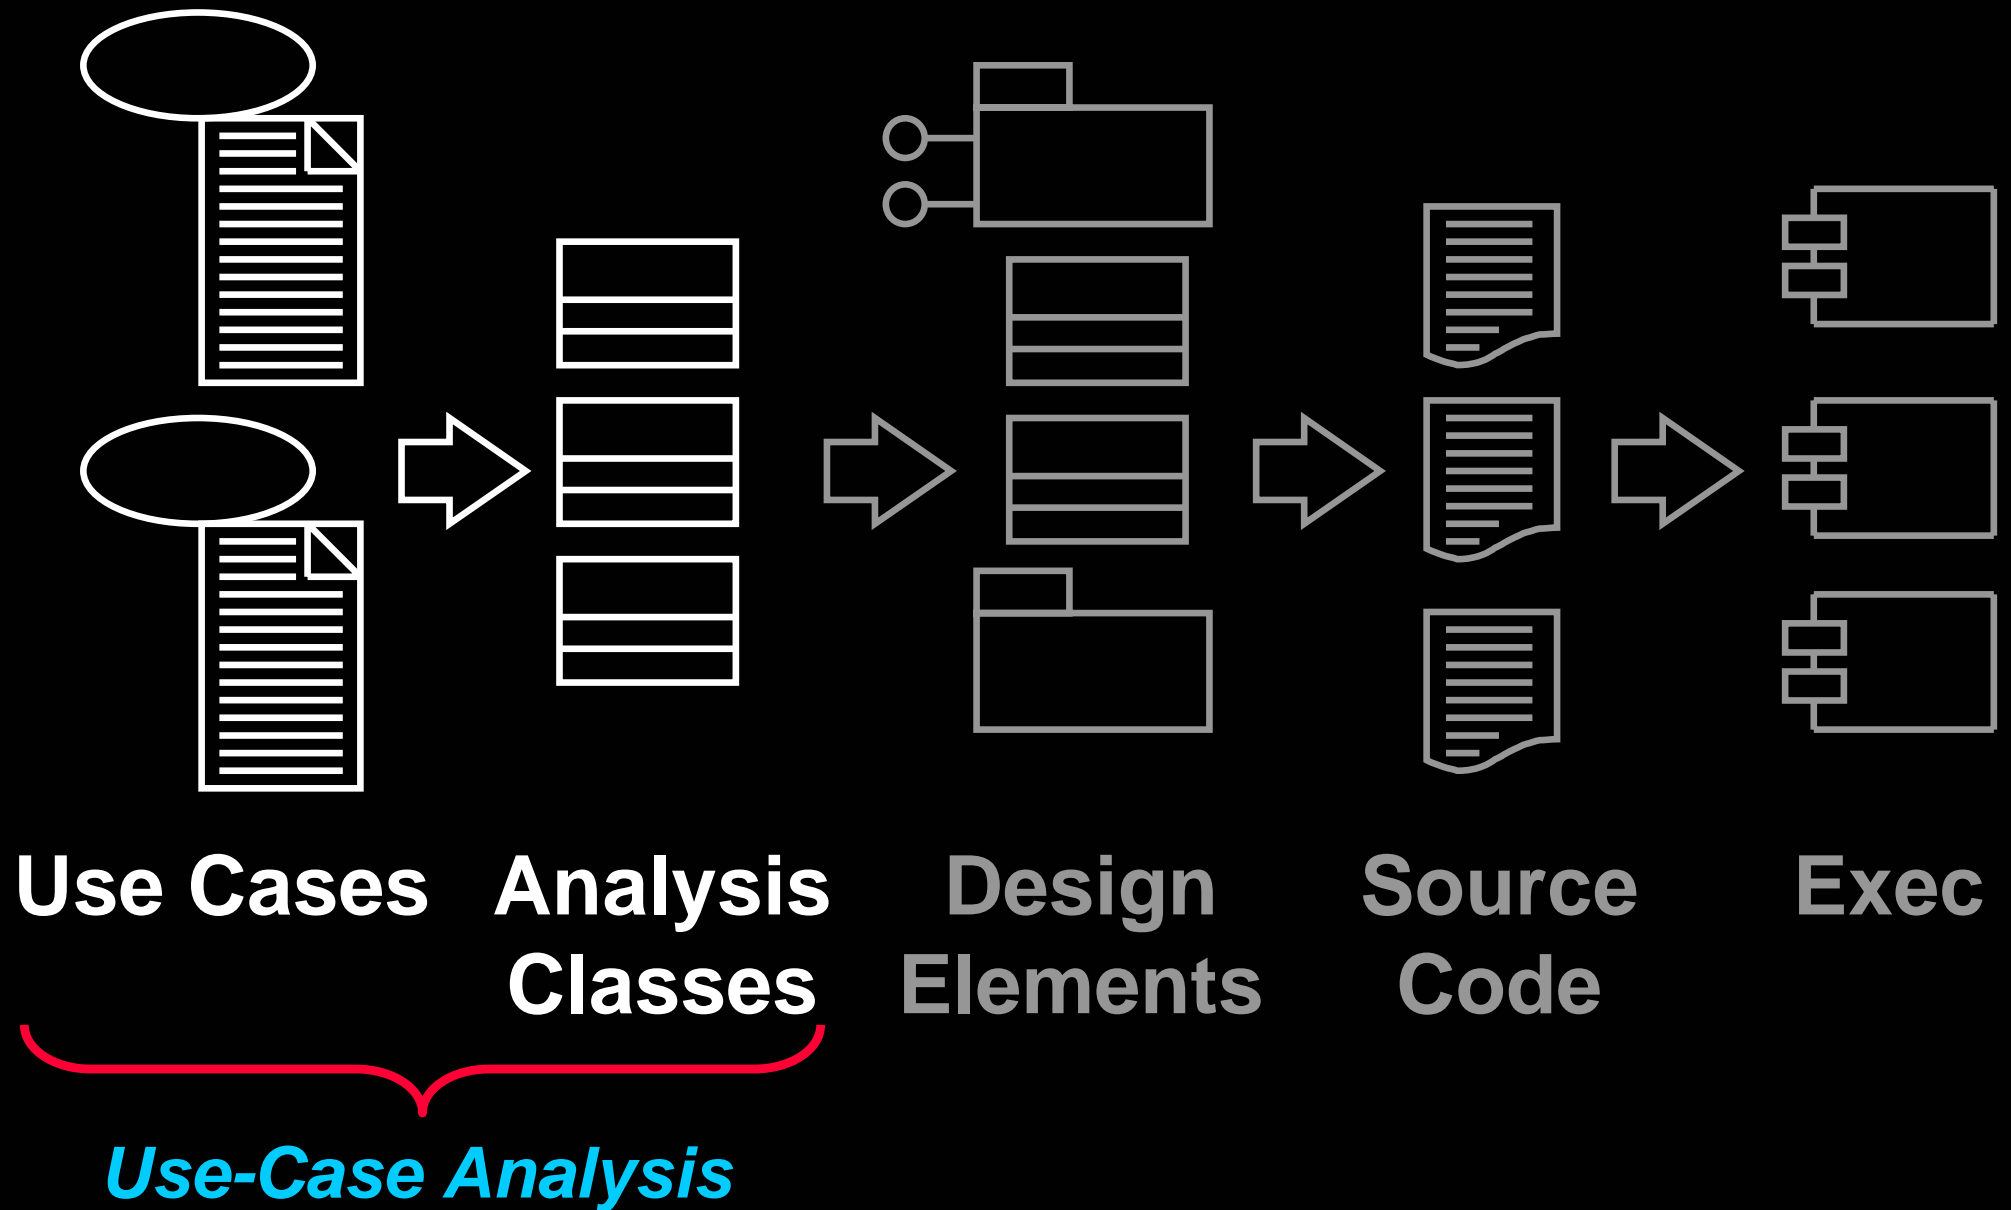 Use Cases
Analysis
Classes
Design
Elements
Source
Code
Exec
Use-Case Analysis